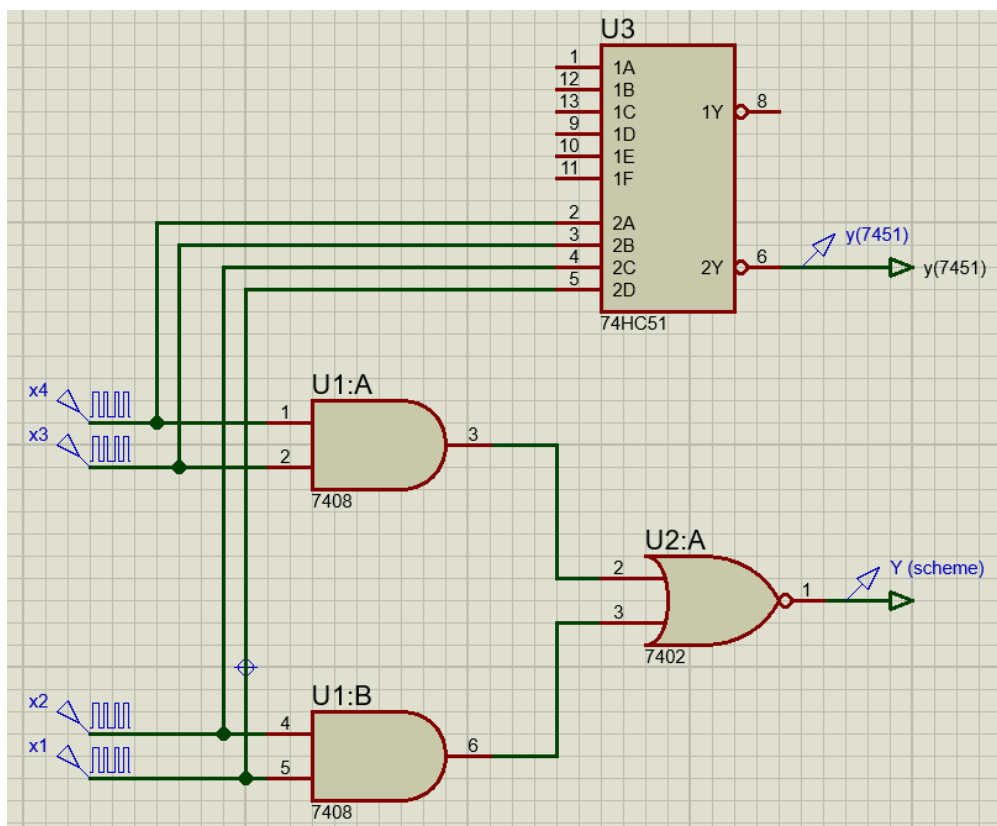 U3
1 1A
12 1B
13 1C 1Y 8
9 1D
10 1E
11 1F
2 2A
3 2B
4 2C 2Y 6
5 2D
y(7451)
y(7451)
74HC51
x4
x3
U1:A
1
2
3
7408
U2:A
2
3
1
7402
Y (scheme)
x2
x1
U1:B
4
5
6
7408